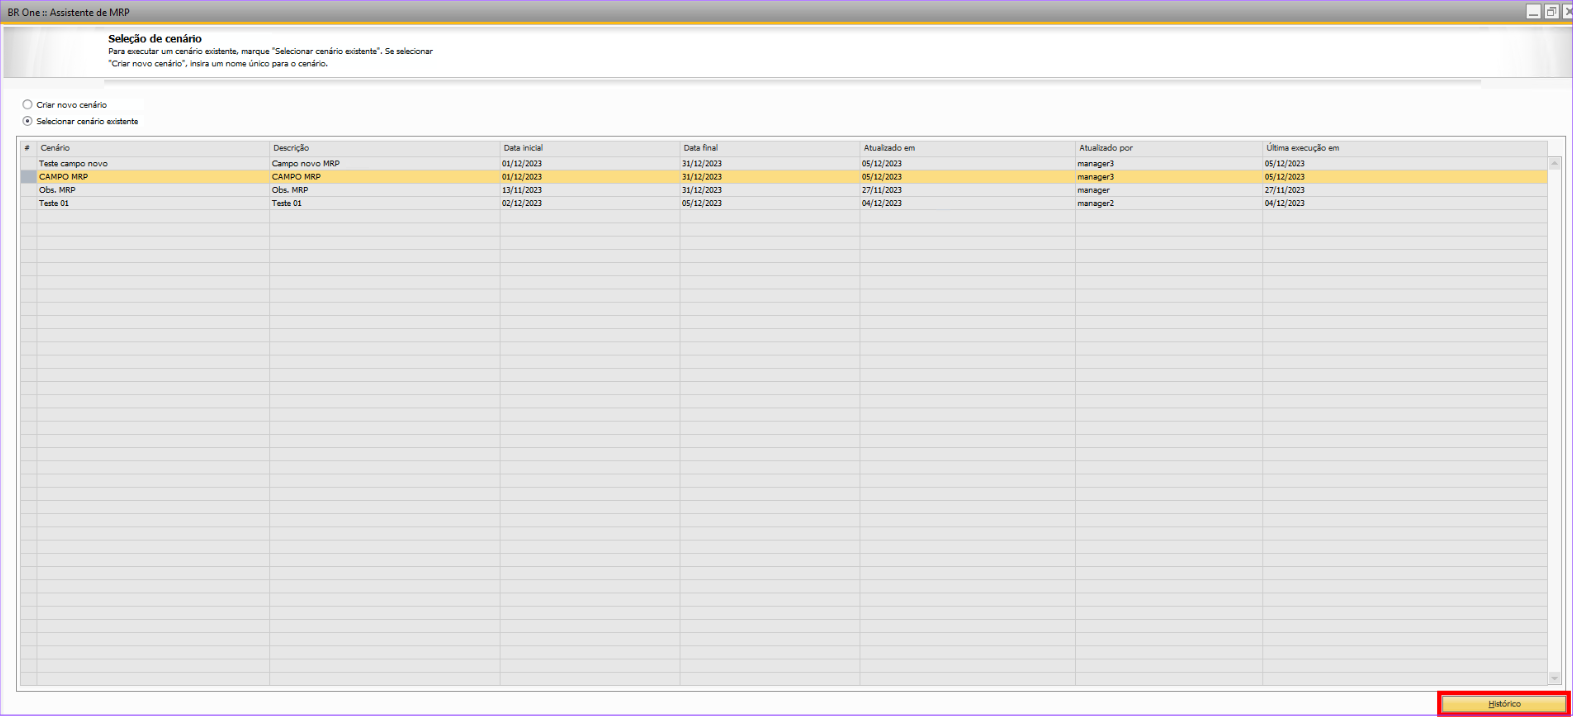 BR One :: Assistente de MRP
Seleção de cenário
Para executar um cenário existente, marque "Selecionar cenário existente". Se selecionar
"Criar novo cenário", insira um nome único para o cenário.
Criar novo cenário
Selecionar cenário existente
# Cenário Descrição Data inicial Data final Atualizado em Atualizado por Última execução em
Teste campo novo Campo novo MRP 01/12/2023 31/12/2023 05/12/2023 manager3 05/12/2023
CAMPO MRP CAMPO MRP 01/12/2023 31/12/2023 05/12/2023 manager3 05/12/2023
Obs. MRP Obs. MRP 13/11/2023 31/12/2023 27/11/2023 manager 27/11/2023
Teste 01 Teste 01 02/12/2023 05/12/2023 04/12/2023 manager2 04/12/2023
Histórico